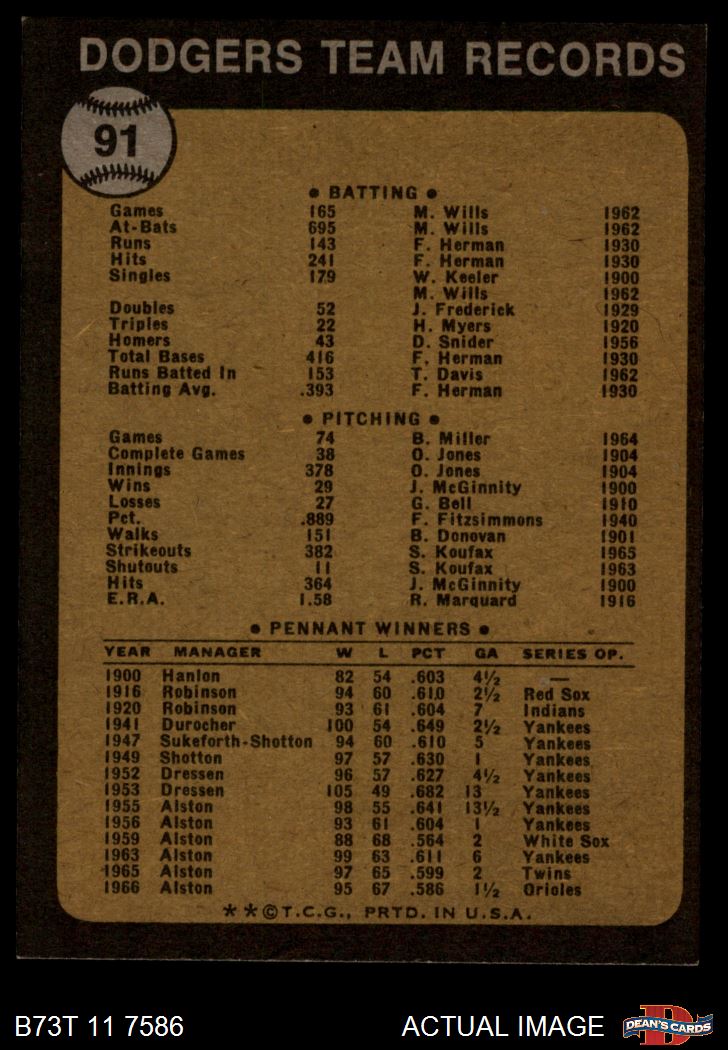 DODGERS TEAM RECORDS
91
• BATTING •
Games 165 M. Wills 1962
At-Bats 695 M. Wills 1962
Runs 143 F. Herman 1930
Hits 241 F. Herman 1930
Singles 179 W. Keeler 1900
M. Wills 1962
Doubles 52 J. Frederick 1929
Triples 22 H. Myers 1920
Homers 43 D. Snider 1956
Total Bases 416 F. Herman 1930
Runs Batted In 153 T. Davis 1962
Batting Avg. .393 F. Herman 1930
• PITCHING •
Games 74 B. Miller 1964
Complete Games 38 O. Jones 1904
Innings 378 O. Jones 1904
Wins 29 J. McGinnity 1900
Losses 27 G. Bell 1910
Pct. .889 F. Fitzsimmons 1940
Walks 151 B. Donovan 1901
Strikeouts 382 S. Koufax 1965
Shutouts 11 S. Koufax 1963
Hits 364 J. McGinnity 1900
E.R.A. 1.58 R. Marquard 1916
• PENNANT WINNERS •
YEAR MANAGER W L PCT GA SERIES OP.
1900 Hanlon 82 54 .603 4½ —
1916 Robinson 94 60 .610 2½ Red Sox
1920 Robinson 93 61 .604 7 Indians
1941 Durocher 100 54 .649 2½ Yankees
1947 Sukeforth-Shotton 94 60 .610 5 Yankees
1949 Shotton 97 57 .630 1 Yankees
1952 Dressen 96 57 .627 4½ Yankees
1953 Dressen 105 49 .682 13 Yankees
1955 Alston 98 55 .641 13½ Yankees
1956 Alston 93 61 .604 1 Yankees
1959 Alston 88 68 .564 2 White Sox
1963 Alston 99 63 .611 6 Yankees
1965 Alston 97 65 .599 2 Twins
1966 Alston 95 67 .586 1½ Orioles
**©T.C.G., PRTD. IN U.S.A.
B73T 11 7586 ACTUAL IMAGE
D
DEAN'S CARDS